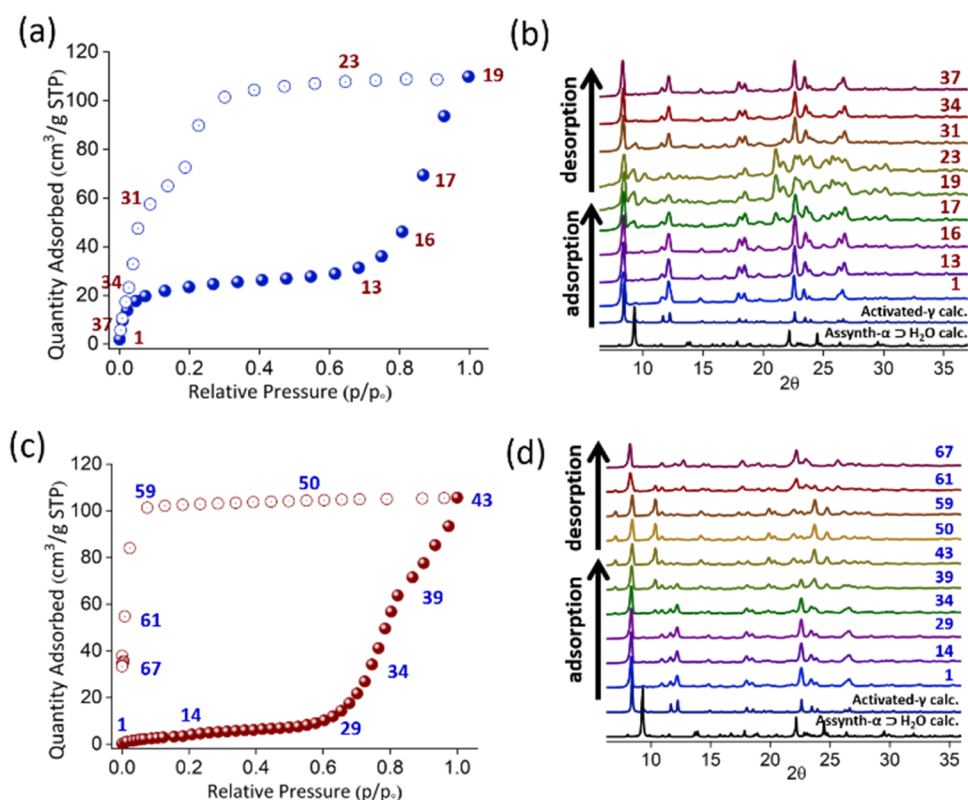 (a)
Quantity Adsorbed (cm³/g STP)
120
100
80
60
40
20
0
23
19
17
31
16
34
13
37
1
0.0 0.2 0.4 0.6 0.8 1.0
Relative Pressure (p/p₀)
(b)
desorption
adsorption
37
34
31
23
19
17
16
13
1
Activated-γ calc.
Assynth-α ⊃ H₂O calc.
10 15 20 25 30 35
2θ
(c)
Quantity Adsorbed (cm³/g STP)
120
100
80
60
40
20
0
59
50
43
39
61
34
67
1
14
29
0.0 0.2 0.4 0.6 0.8 1.0
Relative Pressure (p/p₀)
(d)
desorption
adsorption
67
61
59
50
43
39
34
29
14
1
Activated-γ calc.
Assynth-α ⊃ H₂O calc.
10 15 20 25 30 35
2θ